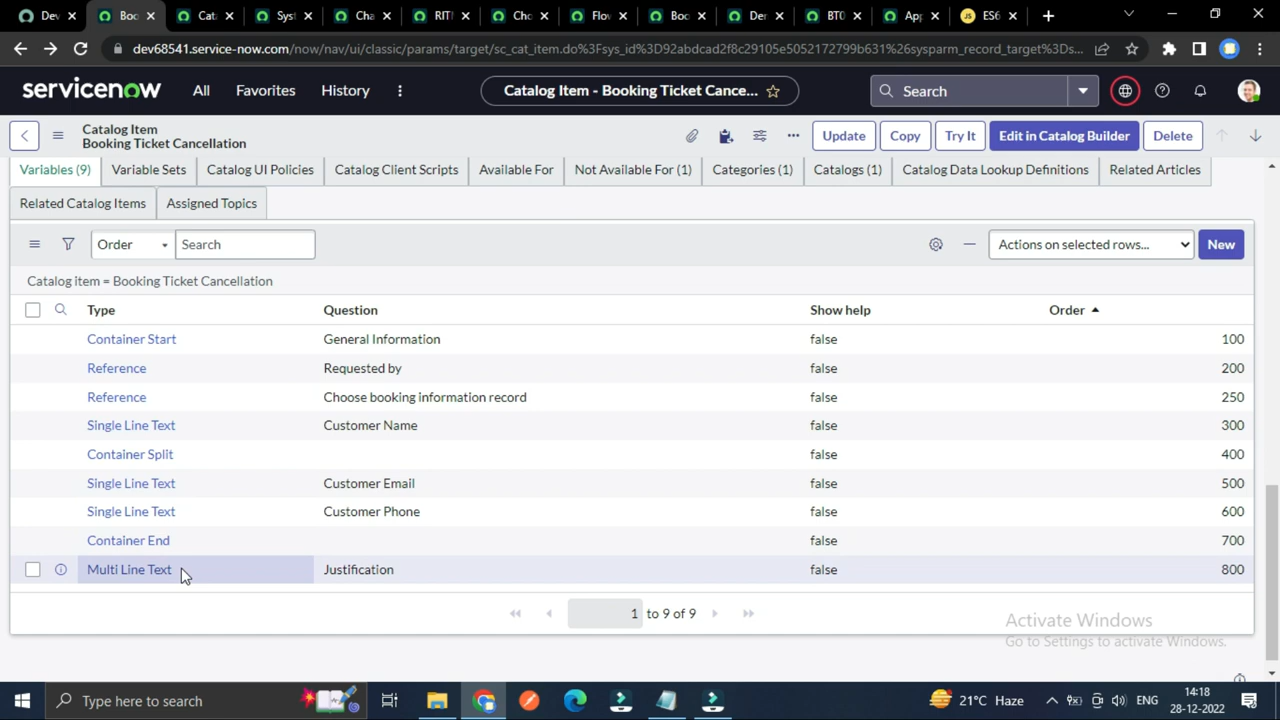 Dev
Boo
Cata
Syst
Cha
RITI
Cho
Flov
Boo
Den
BT0
App
ES6
dev68541.service-now.com/now/nav/ui/classic/params/target/sc_cat_item.do%3Fsys_id%3D92abdcad2f8c29105e5052172799b631%26sysparm_record_target%3Ds...
servicenow
All
Favorites
History
Catalog Item - Booking Ticket Cance...
Search
Catalog Item
Booking Ticket Cancellation
Update
Copy
Try It
Edit in Catalog Builder
Delete
Variables (9)
Variable Sets
Catalog UI Policies
Catalog Client Scripts
Available For
Not Available For (1)
Categories (1)
Catalogs (1)
Catalog Data Lookup Definitions
Related Articles
Related Catalog Items
Assigned Topics
Order
Search
Actions on selected rows...
New
Catalog item = Booking Ticket Cancellation
Type Question Show help Order
Container Start General Information false 100
Reference Requested by false 200
Reference Choose booking information record false 250
Single Line Text Customer Name false 300
Container Split false 400
Single Line Text Customer Email false 500
Single Line Text Customer Phone false 600
Container End false 700
Multi Line Text Justification false 800
1 to 9 of 9
Activate Windows
Go to Settings to activate Windows.
Type here to search
21°C Haze
ENG
14:18
28-12-2022